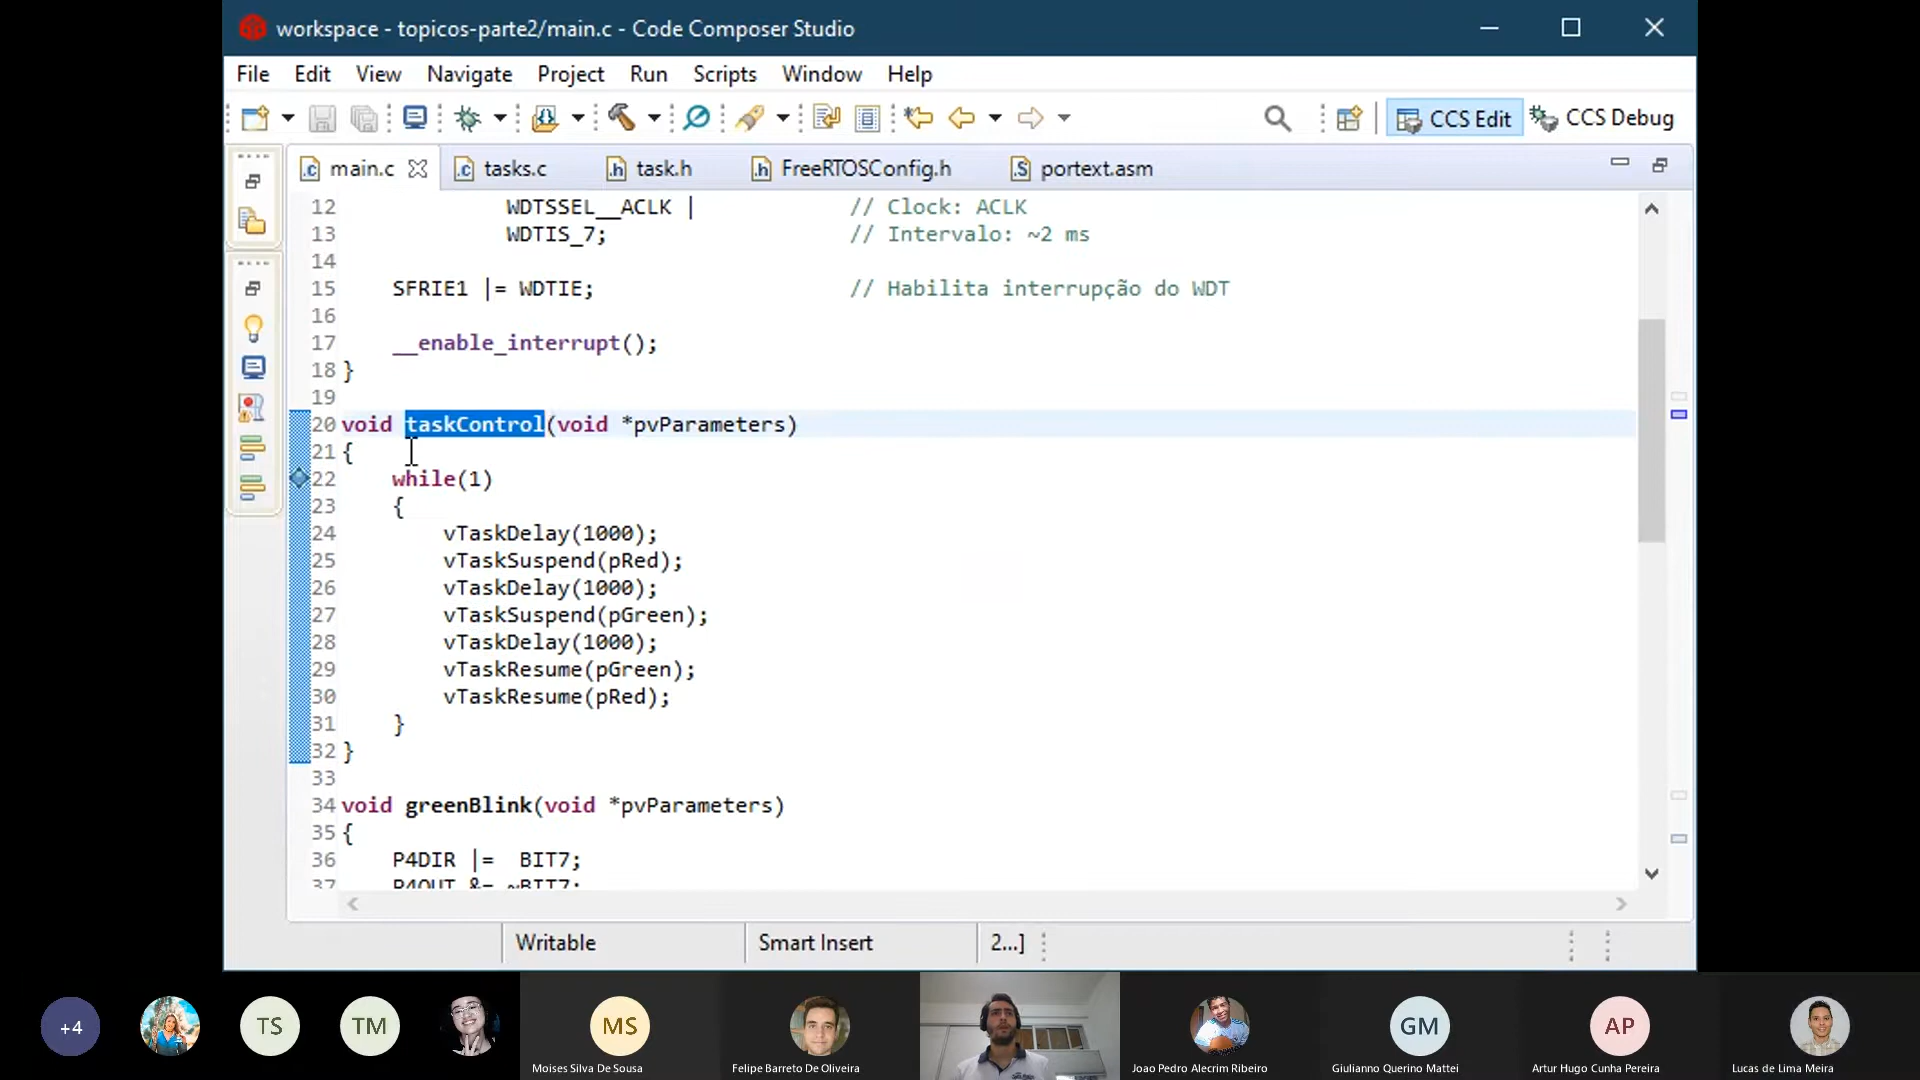 workspace - topicos-parte2/main.c - Code Composer Studio
File Edit View Navigate Project Run Scripts Window Help
CCS Edit CCS Debug
main.c tasks.c task.h FreeRTOSConfig.h portext.asm
12 WDTSSEL__ACLK | // Clock: ACLK
13 WDTIS_7; // Intervalo: ~2 ms
14
15 SFRIE1 |= WDTIE; // Habilita interrupção do WDT
16
17 __enable_interrupt();
18 }
19
20 void taskControl(void *pvParameters)
21 {
22 while(1)
23 {
24 vTaskDelay(1000);
25 vTaskSuspend(pRed);
26 vTaskDelay(1000);
27 vTaskSuspend(pGreen);
28 vTaskDelay(1000);
29 vTaskResume(pGreen);
30 vTaskResume(pRed);
31 }
32 }
33
34 void greenBlink(void *pvParameters)
35 {
36 P4DIR |= BIT7;
37 P4OUT &= ~BIT7;
Writable Smart Insert 2...]
+4 TS TM MS GM AP
Moises Silva De Sousa Felipe Barreto De Oliveira Joao Pedro Alecrim Ribeiro Giulianno Querino Mattei Artur Hugo Cunha Pereira Lucas de Lima Meira